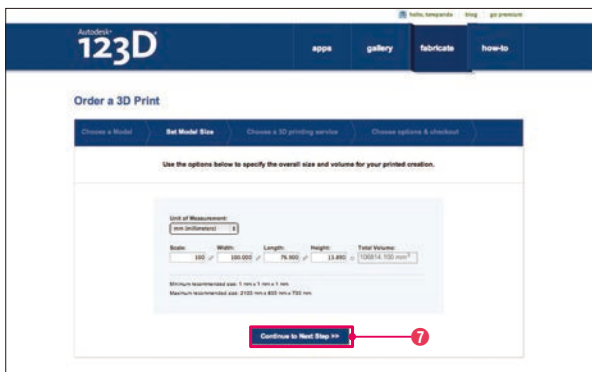 hello, tempanda blog go premium
Autodesk®
123D®
apps gallery fabricate how-to
Order a 3D Print
Choose a Model Set Model Size Choose a 3D printing service Choose options & checkout
Use the options below to specify the overall size and volume for your printed creation.
Unit of Measurement:
mm (millimeters)
Scale: Width: Length: Height: Total Volume:
100 100.000 76.900 13.890 106814.100 mm³
Minimum recommended size: 1 mm x 1 mm x 1 mm
Maximum recommended size: 2100 mm x 800 mm x 700 mm
Continue to Next Step >>
7